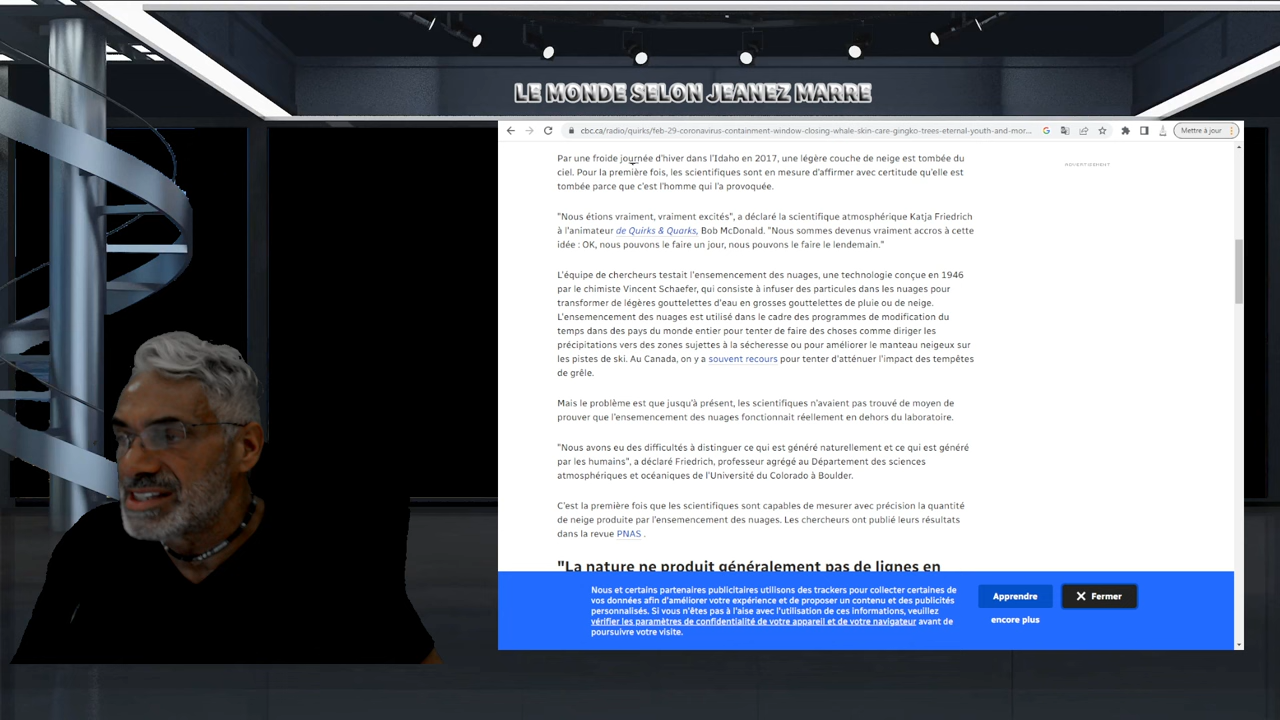 LE MONDE SELON JEANEZ MARRE
cbc.ca/radio/quirks/feb-29-coronavirus-containment-window-closing-whale-skin-care-gingko-trees-eternal-youth-and-mor...
Mettre à jour
ADVERTISEMENT
Par une froide journée d'hiver dans l'Idaho en 2017, une légère couche de neige est tombée du
ciel. Pour la première fois, les scientifiques sont en mesure d'affirmer avec certitude qu'elle est
tombée parce que c'est l'homme qui l'a provoquée.
"Nous étions vraiment, vraiment excités", a déclaré la scientifique atmosphérique Katja Friedrich
à l'animateur de Quirks & Quarks, Bob McDonald. "Nous sommes devenus vraiment accros à cette
idée : OK, nous pouvons le faire un jour, nous pouvons le faire le lendemain."
L'équipe de chercheurs testait l'ensemencement des nuages, une technologie conçue en 1946
par le chimiste Vincent Schaefer, qui consiste à infuser des particules dans les nuages pour
transformer de légères gouttelettes d'eau en grosses gouttelettes de pluie ou de neige.
L'ensemencement des nuages est utilisé dans le cadre des programmes de modification du
temps dans des pays du monde entier pour tenter de faire des choses comme diriger les
précipitations vers des zones sujettes à la sécheresse ou pour améliorer le manteau neigeux sur
les pistes de ski. Au Canada, on y a souvent recours pour tenter d'atténuer l'impact des tempêtes
de grêle.
Mais le problème est que jusqu'à présent, les scientifiques n'avaient pas trouvé de moyen de
prouver que l'ensemencement des nuages fonctionnait réellement en dehors du laboratoire.
"Nous avons eu des difficultés à distinguer ce qui est généré naturellement et ce qui est généré
par les humains", a déclaré Friedrich, professeur agrégé au Département des sciences
atmosphériques et océaniques de l'Université du Colorado à Boulder.
C'est la première fois que les scientifiques sont capables de mesurer avec précision la quantité
de neige produite par l'ensemencement des nuages. Les chercheurs ont publié leurs résultats
dans la revue PNAS .
"La nature ne produit généralement pas de lignes en
Nous et certains partenaires publicitaires utilisons des trackers pour collecter certaines de
vos données afin d'améliorer votre expérience et de proposer un contenu et des publicités
personnalisés. Si vous n'êtes pas à l'aise avec l'utilisation de ces informations, veuillez
vérifier les paramètres de confidentialité de votre appareil et de votre navigateur avant de
poursuivre votre visite.
Apprendre
encore plus
Fermer